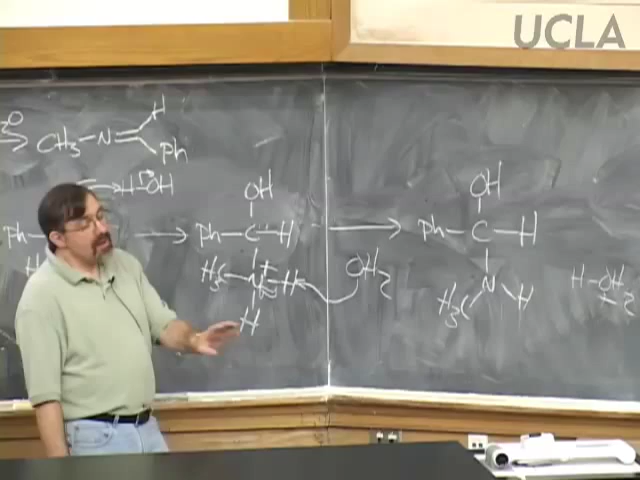 UCLA
H
CH3-N=
Ph
H-OH
OH
OH
Ph
Ph-C-H
Ph-C-H
H
H3C-N-H
OH2
N
H-OH2
H3C
H
H
+